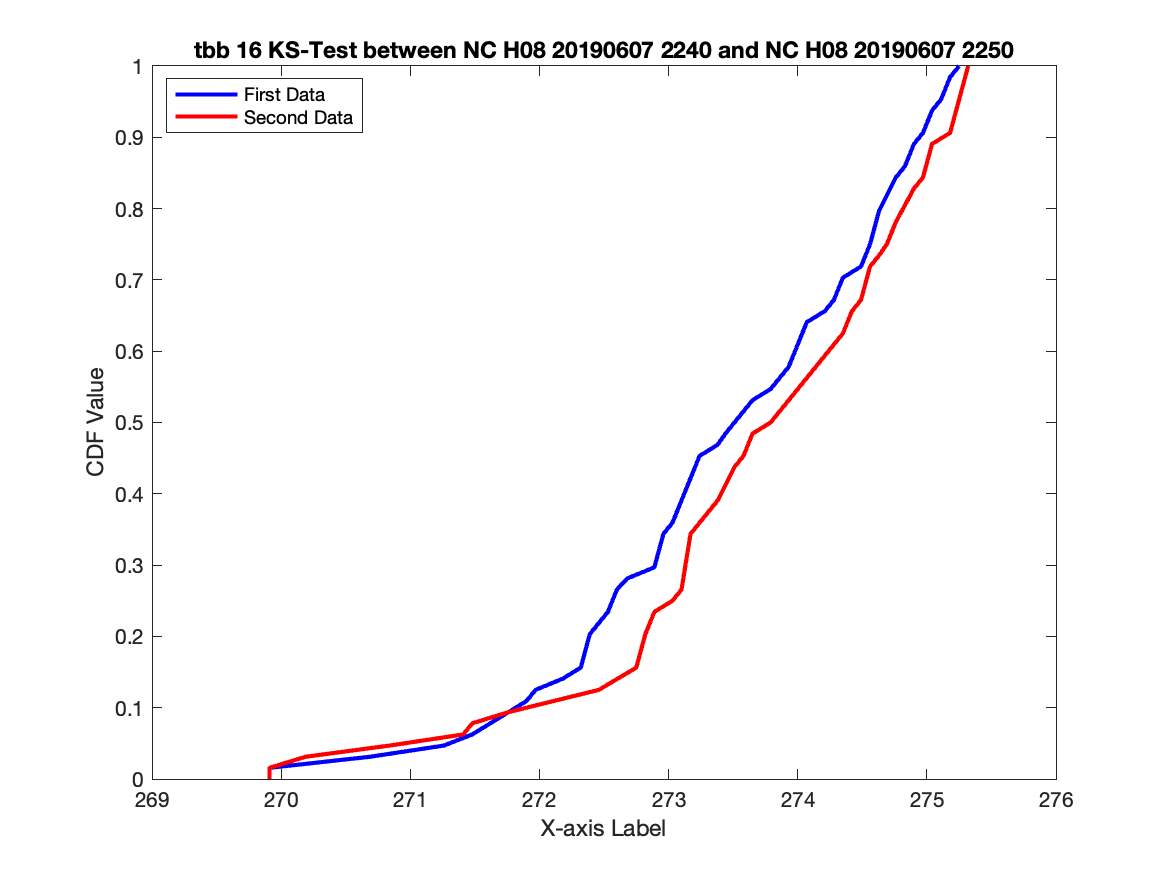 tbb 16 KS-Test between NC H08 20190607 2240 and NC H08 20190607 2250
First Data
Second Data
1
0.9
0.8
0.7
0.6
0.5
0.4
0.3
0.2
0.1
0
CDF Value
269 270 271 272 273 274 275 276
X-axis Label